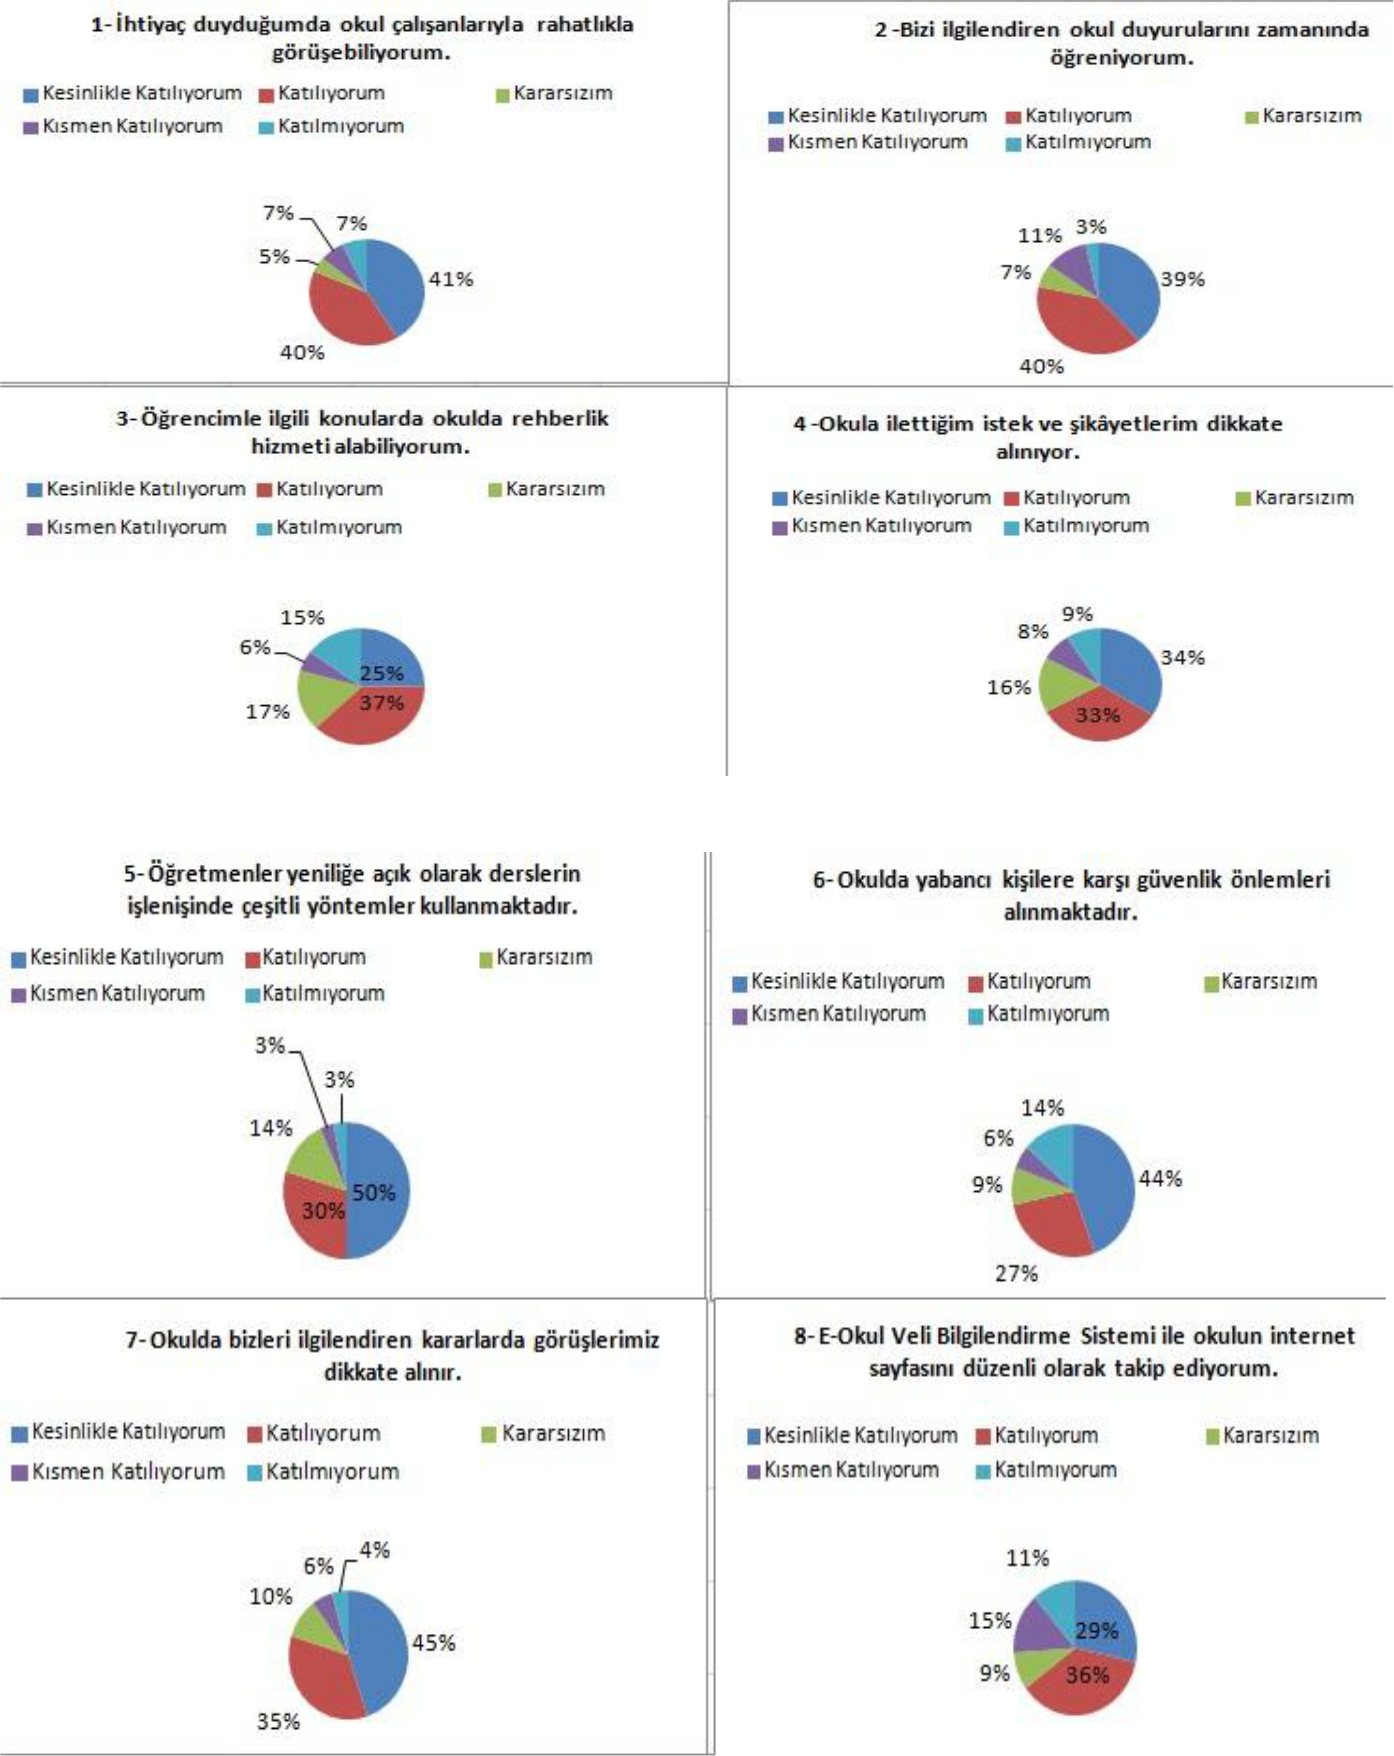 1- İhtiyaç duyduğumda okul çalışanlarıyla rahatlıkla
görüşebiliyorum.
Kesinlikle Katılıyorum Katılıyorum Kararsızım
Kısmen Katılıyorum Katılmıyorum
7% 7%
5%
41%
40%
2 -Bizi ilgilendiren okul duyurularını zamanında
öğreniyorum.
Kesinlikle Katılıyorum Katılıyorum Kararsızım
Kısmen Katılıyorum Katılmıyorum
11% 3%
7% 39%
40%
3- Öğrencimle ilgili konularda okulda rehberlik
hizmeti alabiliyorum.
Kesinlikle Katılıyorum Katılıyorum Kararsızım
Kısmen Katılıyorum Katılmıyorum
15%
6%
25%
37%
17%
4 -Okula ilettiğim istek ve şikâyetlerim dikkate
alınıyor.
Kesinlikle Katılıyorum Katılıyorum Kararsızım
Kısmen Katılıyorum Katılmıyorum
9%
8%
34%
16%
33%
5- Öğretmenler yeniliğe açık olarak derslerin
işlenişinde çeşitli yöntemler kullanmaktadır.
Kesinlikle Katılıyorum Katılıyorum Kararsızım
Kısmen Katılıyorum Katılmıyorum
3%
3%
14%
50%
30%
6- Okulda yabancı kişilere karşı güvenlik önlemleri
alınmaktadır.
Kesinlikle Katılıyorum Katılıyorum Kararsızım
Kısmen Katılıyorum Katılmıyorum
14%
6%
9% 44%
27%
7- Okulda bizleri ilgilendiren kararlarda görüşlerimiz
dikkate alınır.
Kesinlikle Katılıyorum Katılıyorum Kararsızım
Kısmen Katılıyorum Katılmıyorum
6% 4%
10%
45%
35%
8- E-Okul Veli Bilgilendirme Sistemi ile okulun internet
sayfasını düzenli olarak takip ediyorum.
Kesinlikle Katılıyorum Katılıyorum Kararsızım
Kısmen Katılıyorum Katılmıyorum
11%
15%
29%
9% 36%